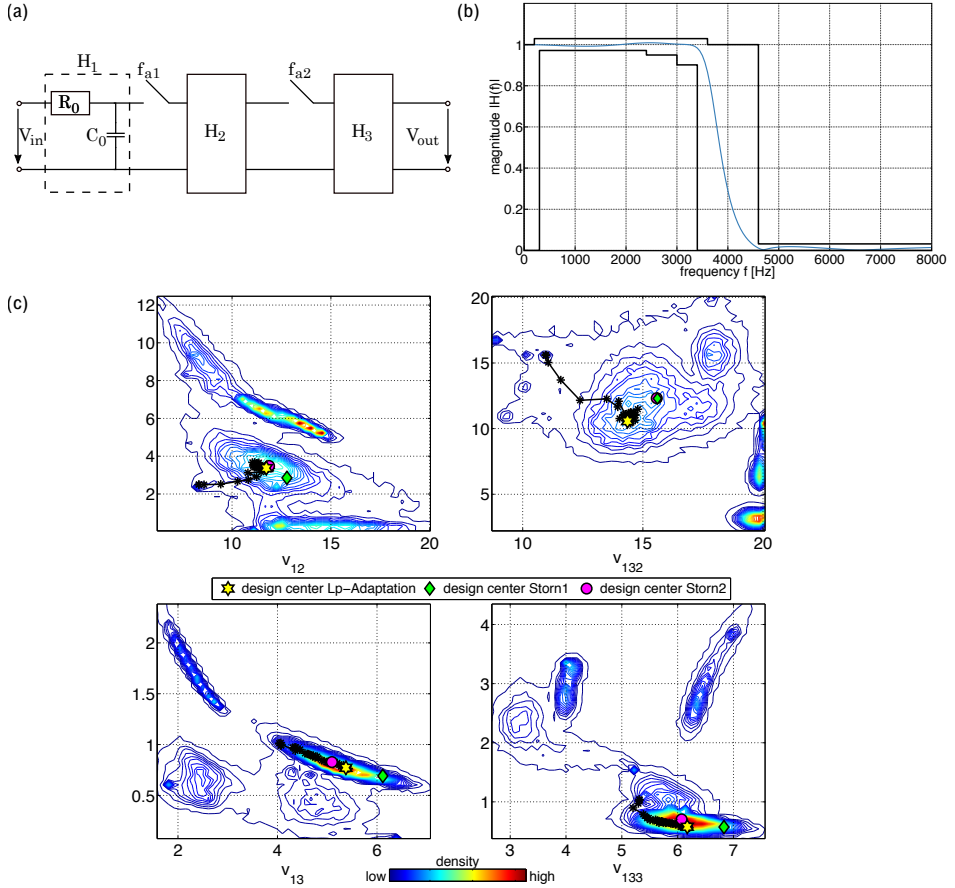 (a)
H1
R0
C0
Vin
fa1
H2
fa2
H3
Vout
(b)
magnitude |H(f)|
1
0.8
0.6
0.4
0.2
0
0 1000 2000 3000 4000 5000 6000 7000 8000
frequency f [Hz]
(c)
12
10
8
6
4
2
10 15 20
v12
20
15
10
5
10 15 20
v132
design center Lp−Adaptation design center Storn1 design center Storn2
2
1.5
1
0.5
2 4 6
v13
4
3
2
1
3 4 5 6 7
v133
density
low high